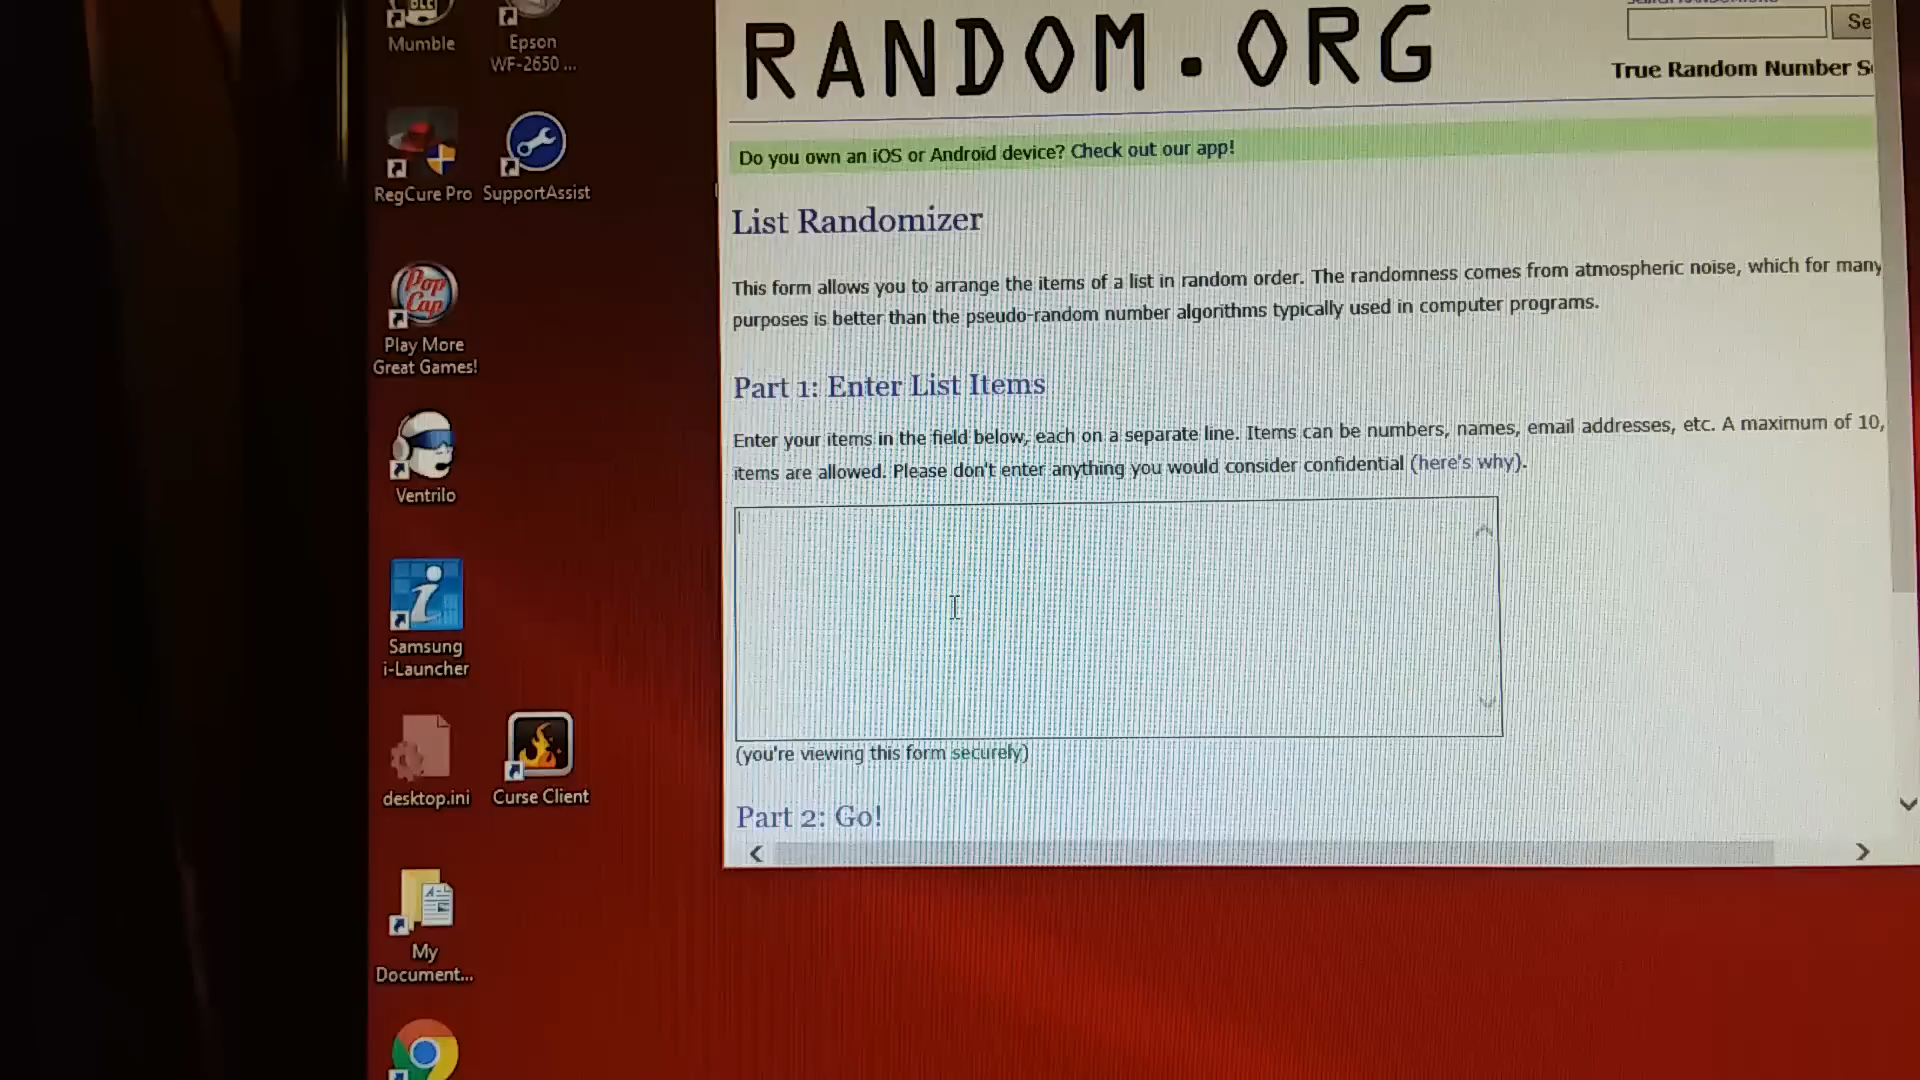 Mumble
Epson
WF-2650 ...
RegCure Pro
SupportAssist
Pop
Cap
Play More
Great Games!
Ventrilo
Samsung
i-Launcher
desktop.ini
Curse Client
My
Document...
RANDOM.ORG
Se
True Random Number S
Do you own an iOS or Android device? Check out our app!
List Randomizer
This form allows you to arrange the items of a list in random order. The randomness comes from atmospheric noise, which for many
purposes is better than the pseudo-random number algorithms typically used in computer programs.
Part 1: Enter List Items
Enter your items in the field below, each on a separate line. Items can be numbers, names, email addresses, etc. A maximum of 10,
items are allowed. Please don't enter anything you would consider confidential (here's why).
(you're viewing this form securely)
Part 2: Go!